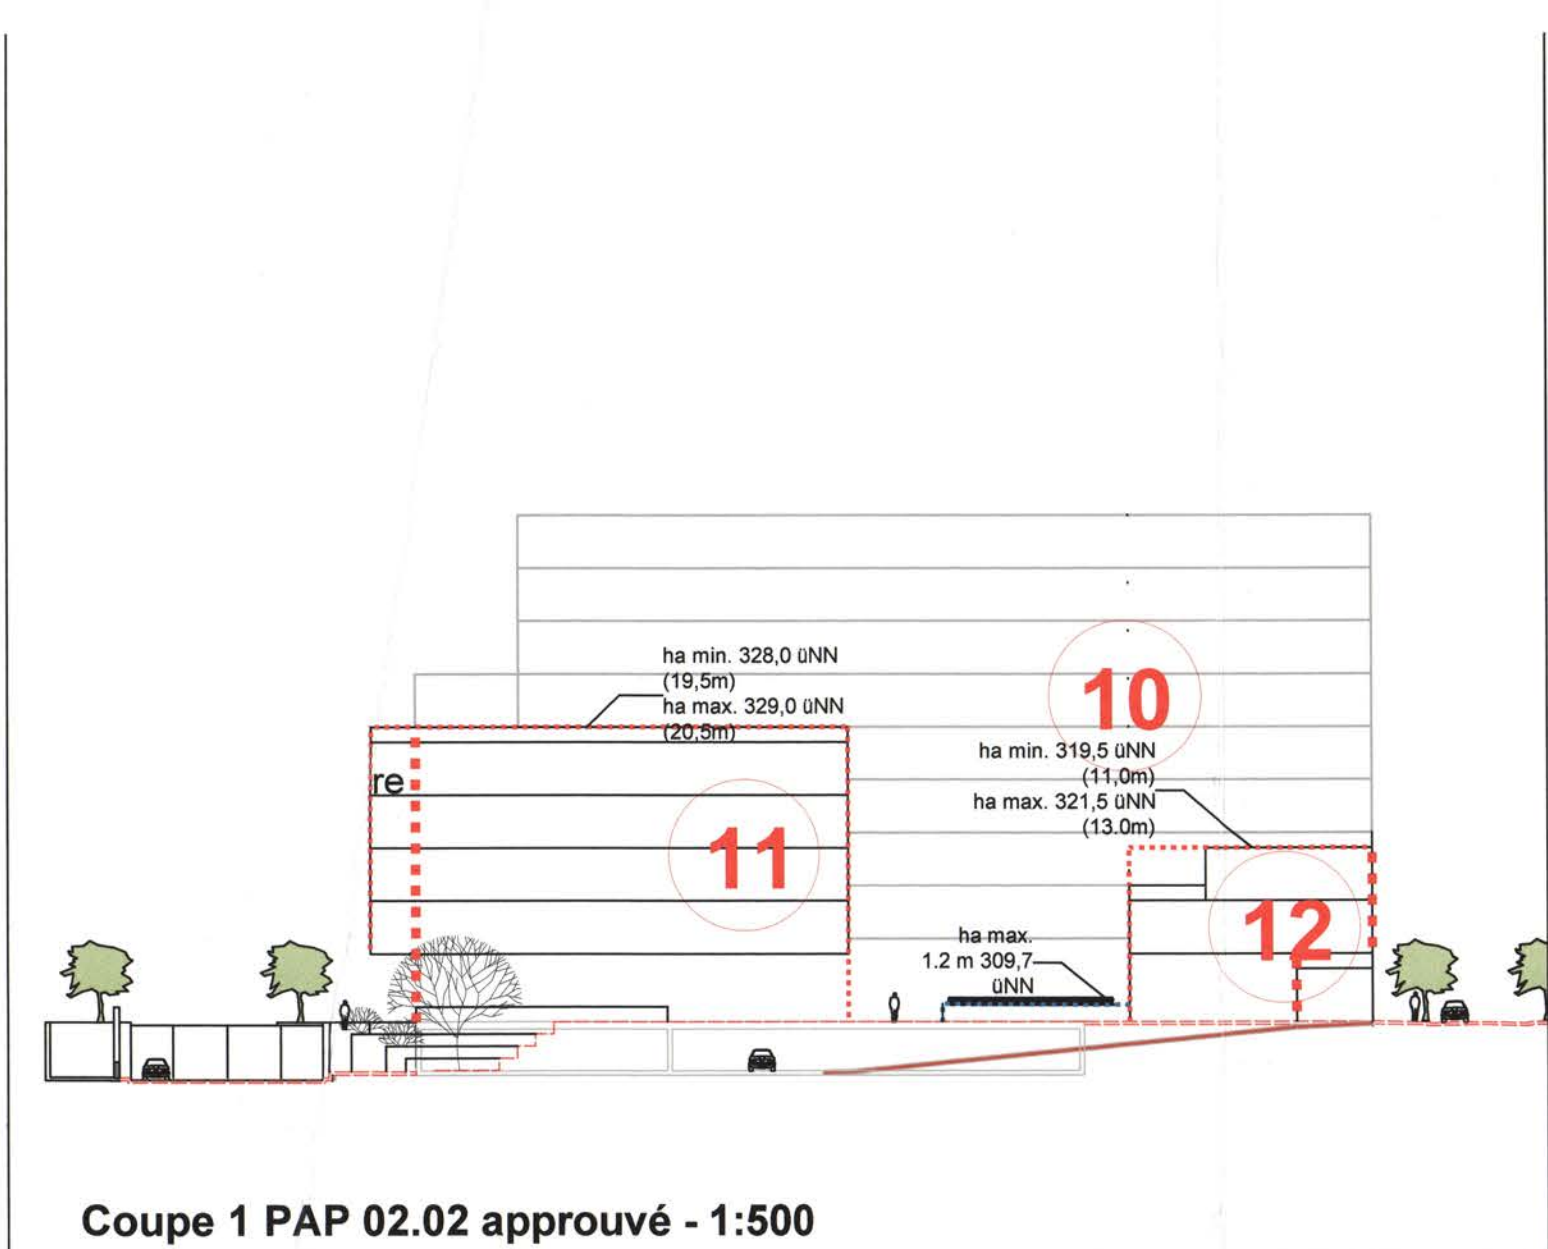 ha min. 328,0 üNN
(19,5m)
ha max. 329,0 üNN
(20,5m)
10
ha min. 319,5 üNN
(11,0m)
ha max. 321,5 üNN
(13.0m)
re
11
12
ha max.
1.2 m 309,7
üNN
Coupe 1 PAP 02.02 approuvé - 1:500